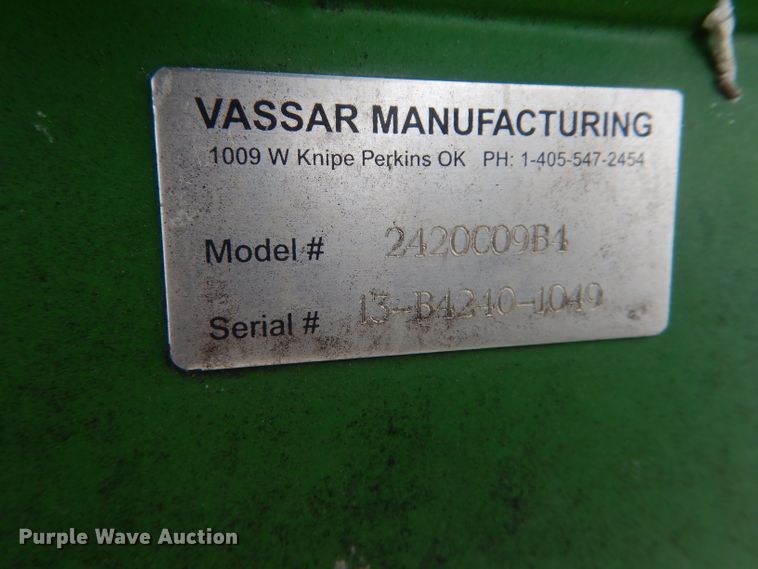 VASSAR MANUFACTURING
1009 W Knipe Perkins OK PH: 1-405-547-2454
Model # 2420C09B4
Serial # 13-B4240-1049
Purple Wave Auction